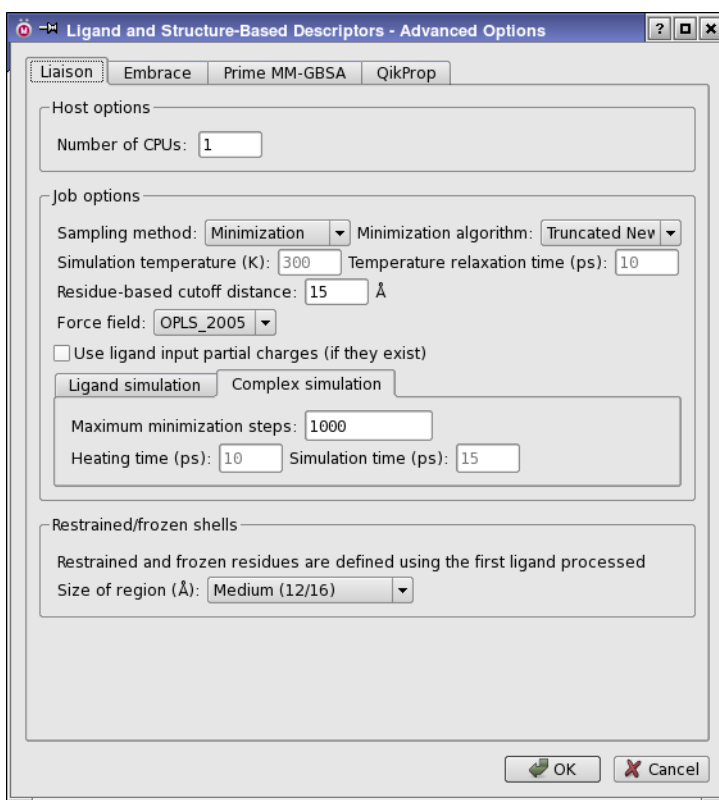 Ligand and Structure-Based Descriptors - Advanced Options
Liaison Embrace Prime MM-GBSA QikProp
Host options
Number of CPUs: 1
Job options
Sampling method: Minimization Minimization algorithm: Truncated New
Simulation temperature (K): 300 Temperature relaxation time (ps): 10
Residue-based cutoff distance: 15 Å
Force field: OPLS_2005
Use ligand input partial charges (if they exist)
Ligand simulation Complex simulation
Maximum minimization steps: 1000
Heating time (ps): 10 Simulation time (ps): 15
Restrained/frozen shells
Restrained and frozen residues are defined using the first ligand processed
Size of region (Å): Medium (12/16)
OK Cancel